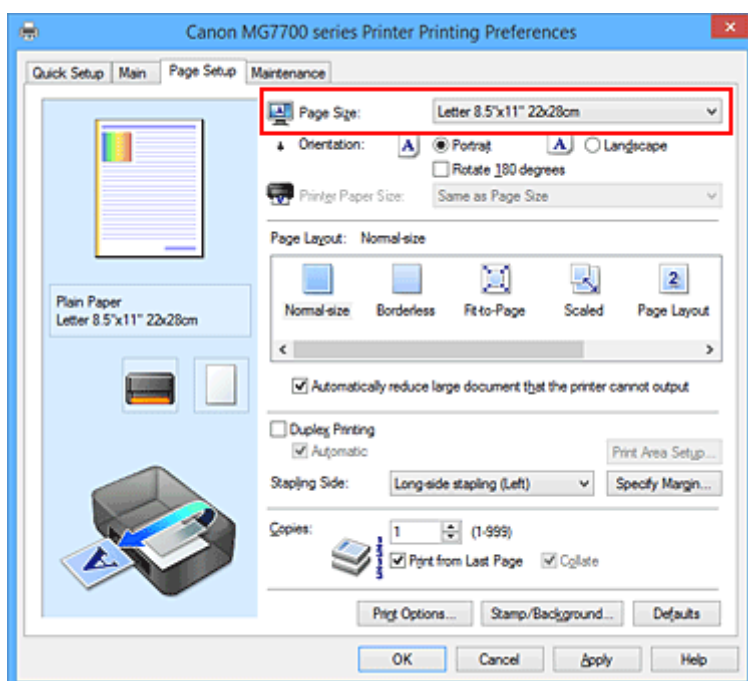 Canon MG7700 series Printer Printing Preferences
Quick Setup Main Page Setup Maintenance
Page Size: Letter 8.5"x11" 22x28cm
Orientation: A Portrait A Landscape
Rotate 180 degrees
Printer Paper Size: Same as Page Size
Page Layout: Normal-size
2
Normal-size Borderless Fit-to-Page Scaled Page Layout
Plain Paper
Letter 8.5"x11" 22x28cm
Automatically reduce large document that the printer cannot output
Duplex Printing
Automatic Print Area Setup...
Stapling Side: Long-side stapling (Left) Specify Margin...
Copies: 1 (1-999)
Print from Last Page Collate
A
Print Options... Stamp/Background... Defaults
OK Cancel Apply Help